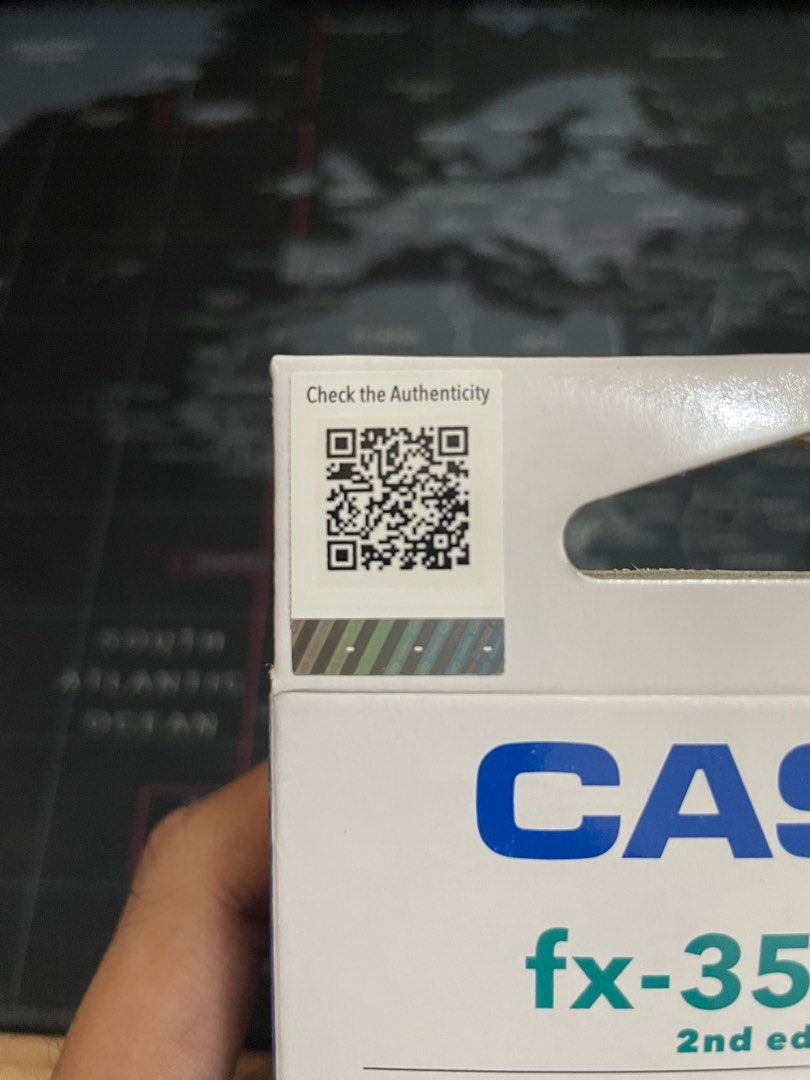 Check the Authenticity
SOUTH
ATLANTIC
OCEAN
CAS
fx-35
2nd ed